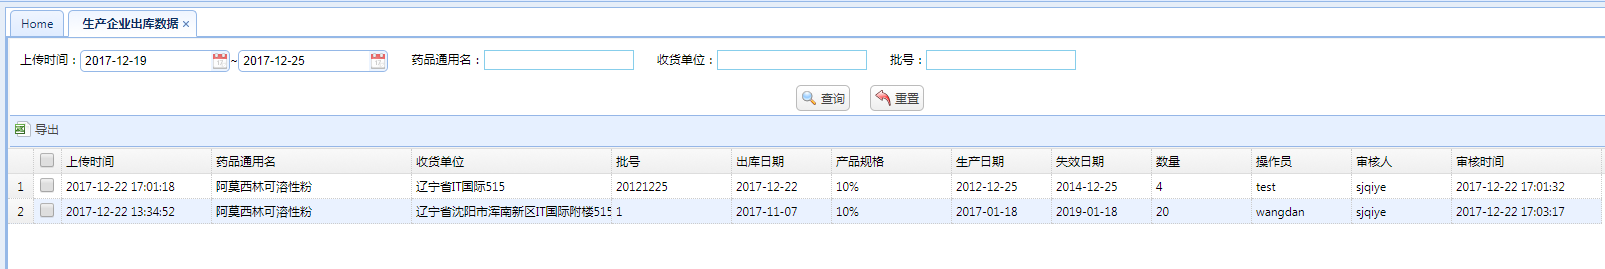 Home 生产企业出库数据 ×
上传时间：2017-12-19 ~ 2017-12-25 药品通用名： 收货单位： 批号：
查询 重置
导出
上传时间 药品通用名 收货单位 批号 出库日期 产品规格 生产日期 失效日期 数量 操作员 审核人 审核时间
1 2017-12-22 17:01:18 阿莫西林可溶性粉 辽宁省IT国际515 20121225 2017-12-22 10% 2012-12-25 2014-12-25 4 test sjqiye 2017-12-22 17:01:32
2 2017-12-22 13:34:52 阿莫西林可溶性粉 辽宁省沈阳市浑南新区IT国际附楼515 1 2017-11-07 10% 2017-01-18 2019-01-18 20 wangdan sjqiye 2017-12-22 17:03:17